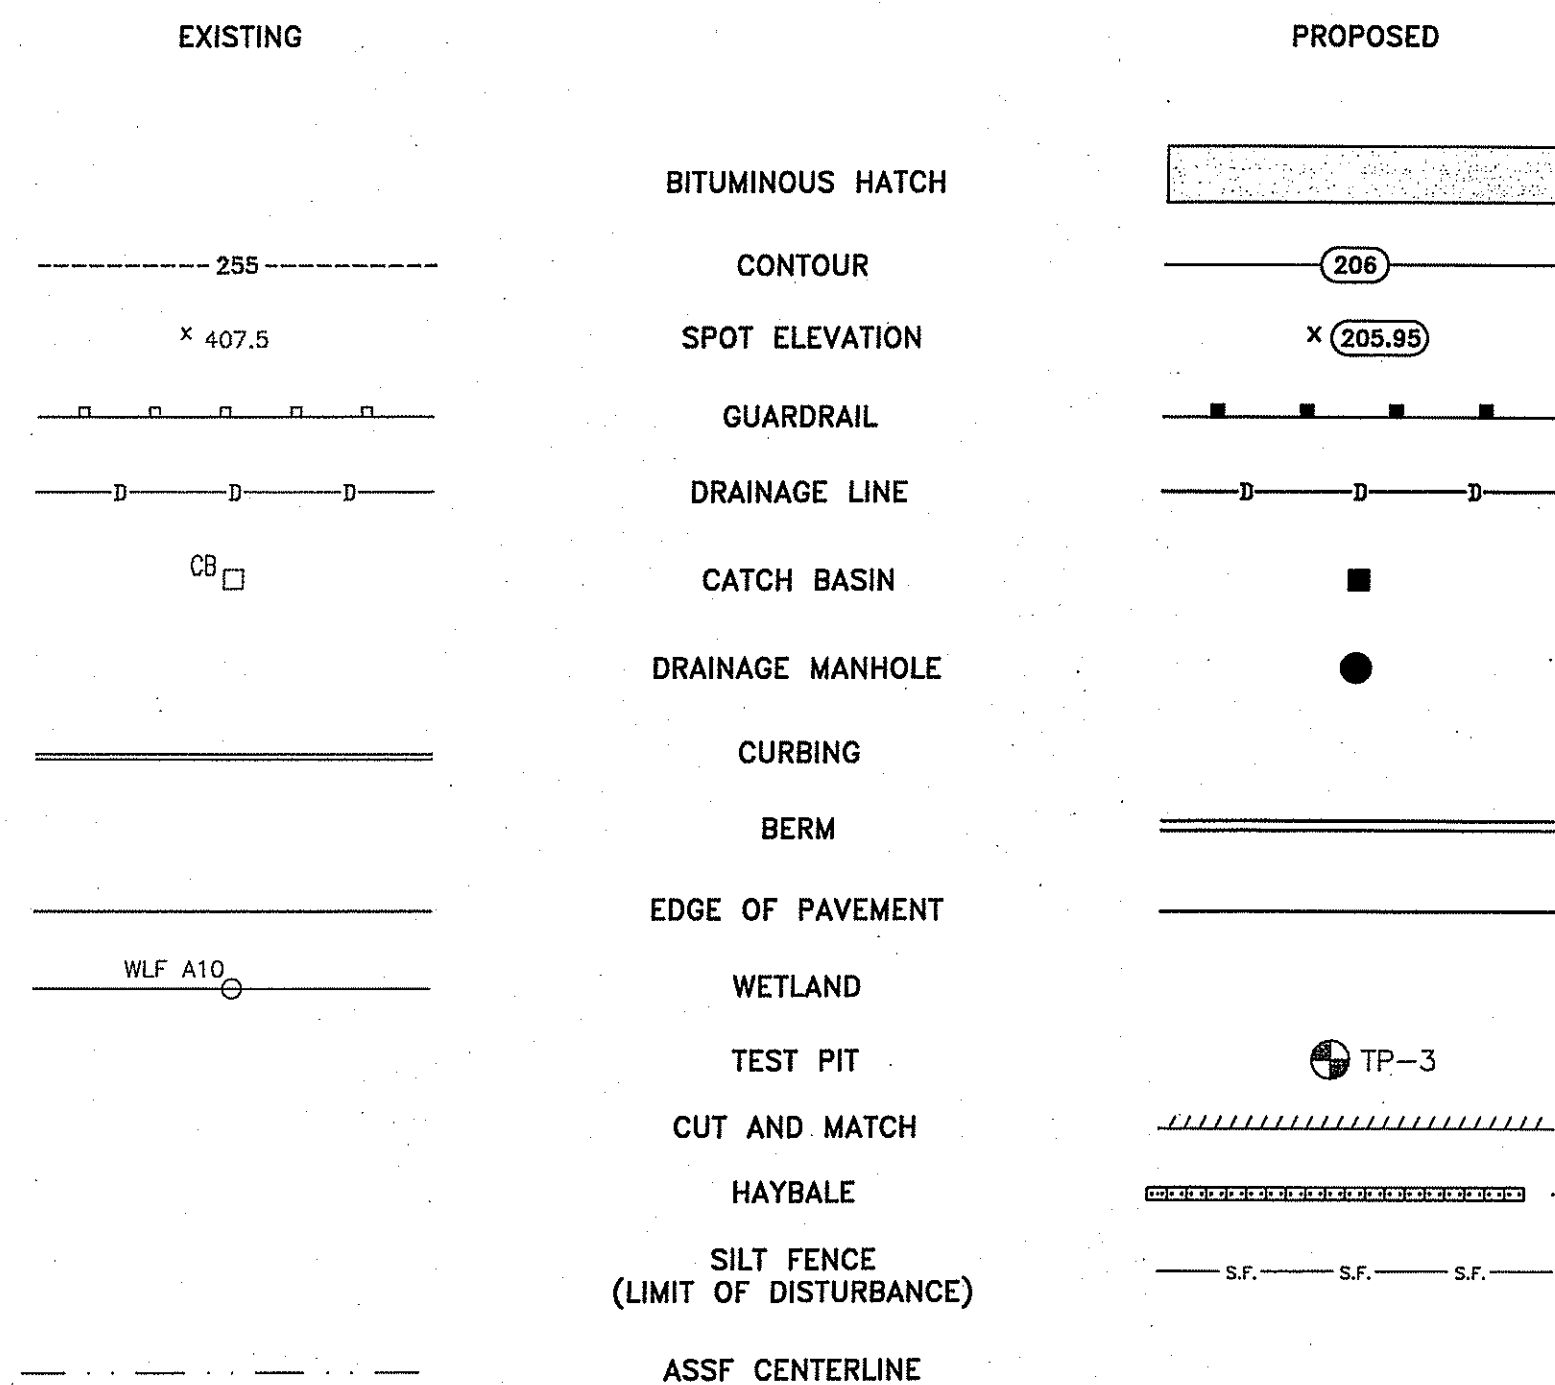 EXISTING PROPOSED
BITUMINOUS HATCH
255 CONTOUR 206
x 407.5 SPOT ELEVATION x 205.95
GUARDRAIL
D D D DRAINAGE LINE D D D
CB CATCH BASIN
DRAINAGE MANHOLE
CURBING
BERM
EDGE OF PAVEMENT
WLF A10 WETLAND
TEST PIT TP-3
CUT AND MATCH
HAYBALE
SILT FENCE
(LIMIT OF DISTURBANCE) S.F. S.F. S.F.
ASSF CENTERLINE